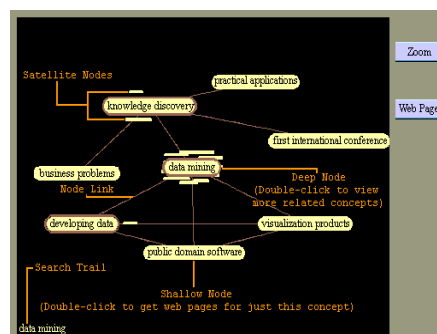 Zoom
Satellite Nodes
practical applications
knowledge discovery
Web Page
first international conference
data mining
business problems
Deep Node
Node Link
(Double-click to view
more related concepts)
developing data
visualization products
public domain software
Search Trail
Shallow Node
(Double-click to get web pages for just this concept)
data mining